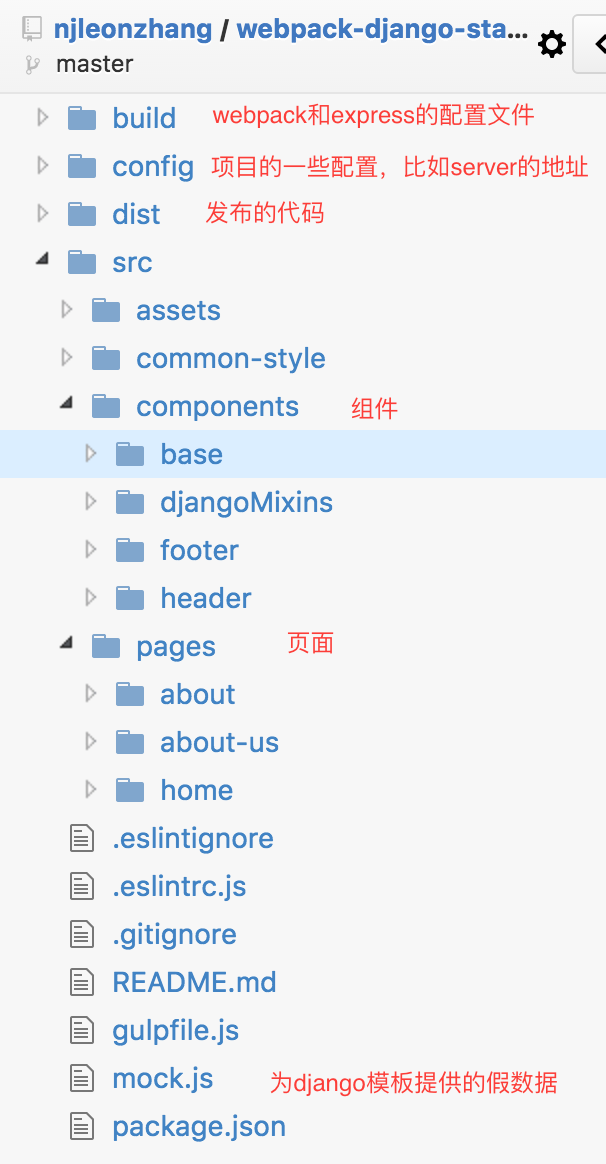 njleonzhang / webpack-django-sta...
master
build webpack和express的配置文件
config 项目的一些配置，比如server的地址
dist 发布的代码
src
assets
common-style
components 组件
base
djangoMixins
footer
header
pages 页面
about
about-us
home
.eslintignore
.eslintrc.js
.gitignore
README.md
gulpfile.js
mock.js 为django模板提供的假数据
package.json